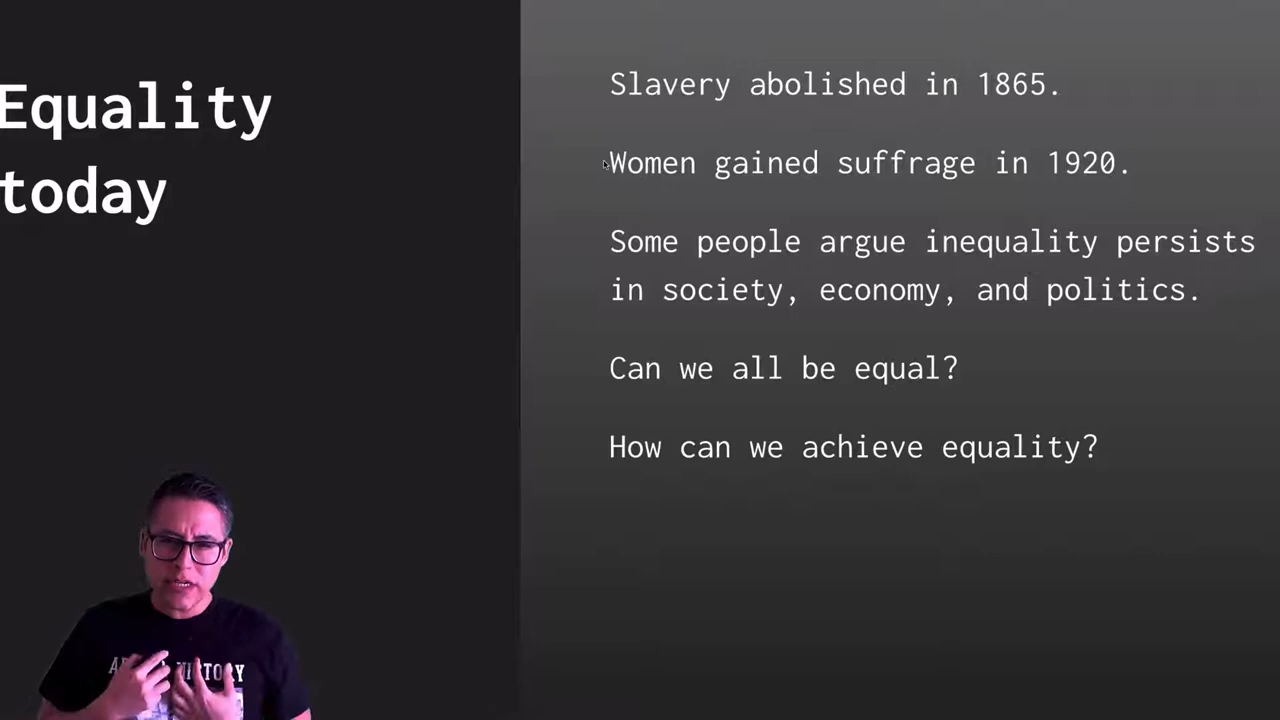 Equality
today
Slavery abolished in 1865.
Women gained suffrage in 1920.
Some people argue inequality persists
in society, economy, and politics.
Can we all be equal?
How can we achieve equality?
HISTORY